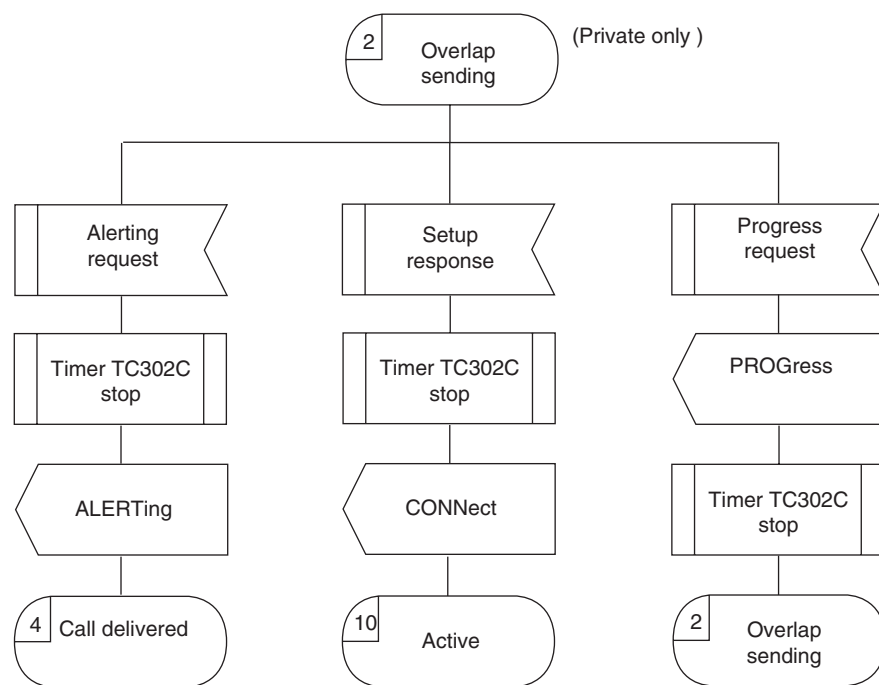 2
Overlap
sending
(Private only )
Alerting
request
Setup
response
Progress
request
Timer TC302C
stop
Timer TC302C
stop
PROGress
ALERTing
CONNect
Timer TC302C
stop
4
Call delivered
10
Active
2
Overlap
sending